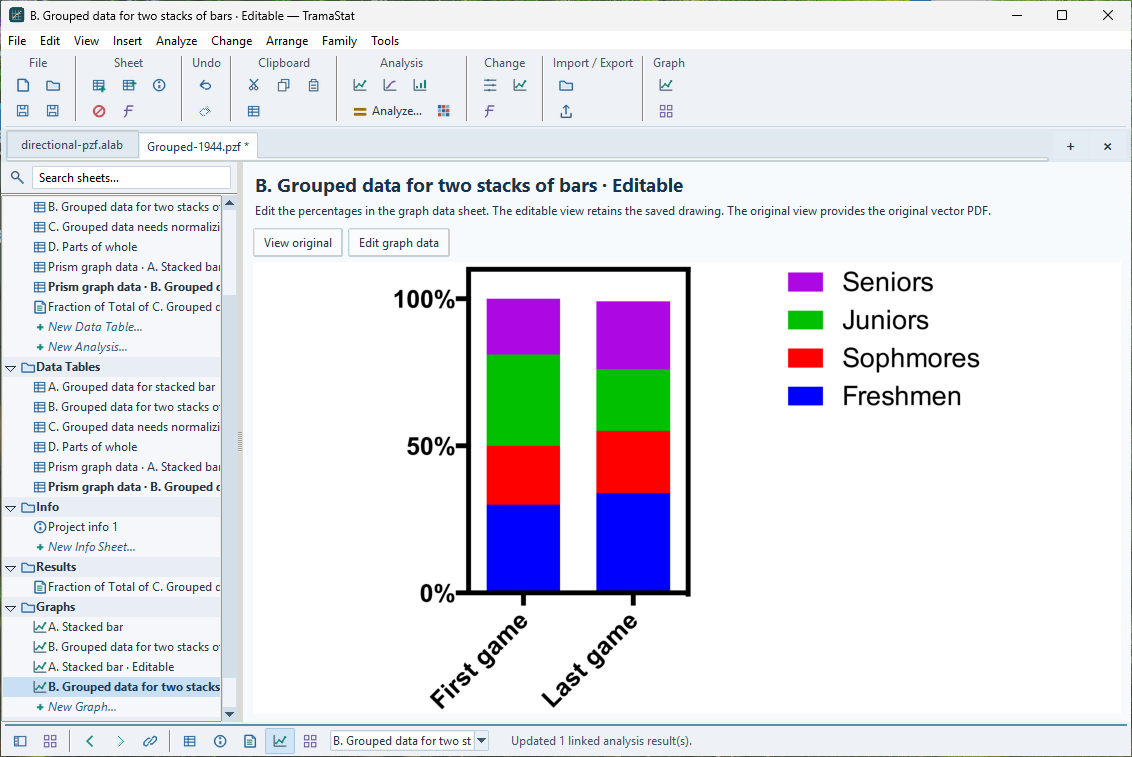 B. Grouped data for two stacks of bars · Editable — TramaStat
File Edit View Insert Analyze Change Arrange Family Tools
File Sheet Undo Clipboard Analysis Change Import / Export Graph
Analyze...
directional-pzf.alab
Grouped-1944.pzf *
Search sheets...
B. Grouped data for two stacks o
C. Grouped data needs normalizi
D. Parts of whole
Prism graph data · A. Stacked bar
Prism graph data · B. Grouped d
Fraction of Total of C. Grouped d
+ New Data Table...
+ New Analysis...
Data Tables
A. Grouped data for stacked bar
B. Grouped data for two stacks o
C. Grouped data needs normalizi
D. Parts of whole
Prism graph data · A. Stacked bar
Prism graph data · B. Grouped d
Info
Project info 1
+ New Info Sheet...
Results
Fraction of Total of C. Grouped d
Graphs
A. Stacked bar
B. Grouped data for two stacks o
A. Stacked bar · Editable
B. Grouped data for two stacks
+ New Graph...
B. Grouped data for two stacks of bars · Editable
Edit the percentages in the graph data sheet. The editable view retains the saved drawing. The original view provides the original vector PDF.
View original
Edit graph data
100%
50%
0%
First game
Last game
Seniors
Juniors
Sophmores
Freshmen
B. Grouped data for two st
Updated 1 linked analysis result(s).